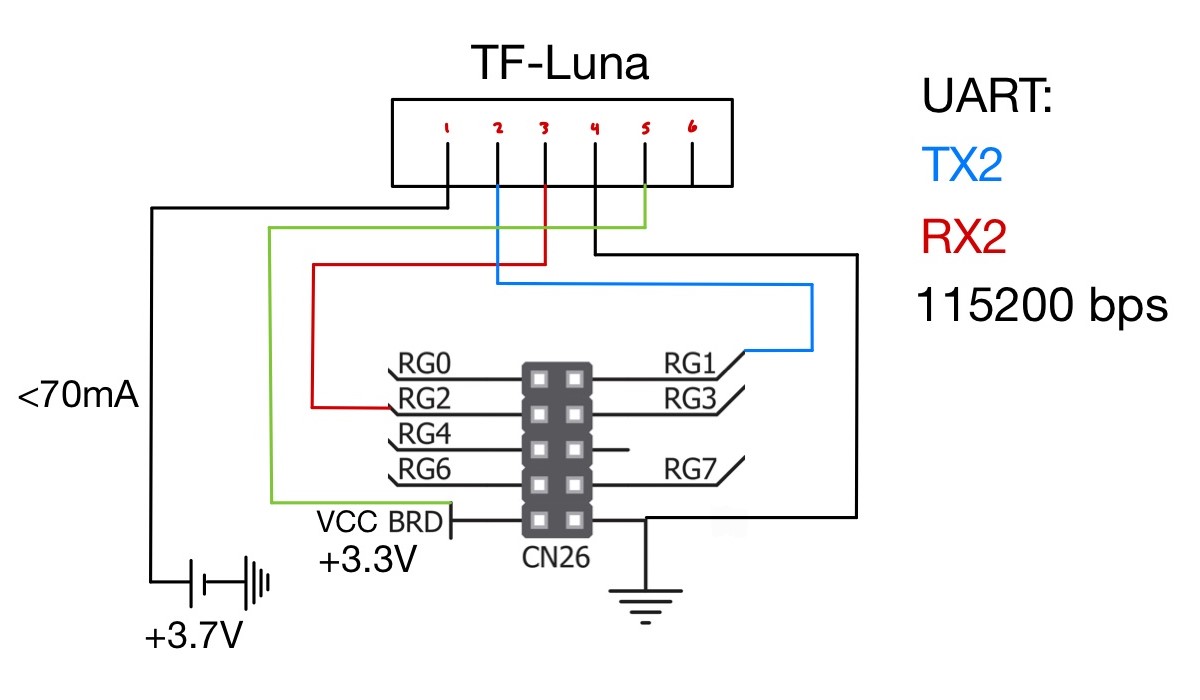 TF-Luna
1 2 3 4 5 6
UART:
TX2
RX2
115200 bps
<70mA
RG0
RG1
RG2
RG3
RG4
RG6
RG7
VCC BRD
+3.3V
CN26
+3.7V